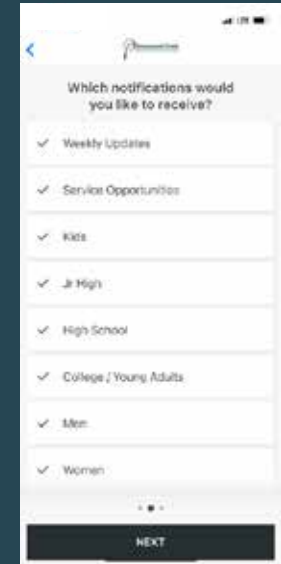 LTE
Which notifications would
you like to receive?
Weekly Updates
Service Opportunities
Kids
Jr High
High School
College / Young Adults
Men
Women
NEXT